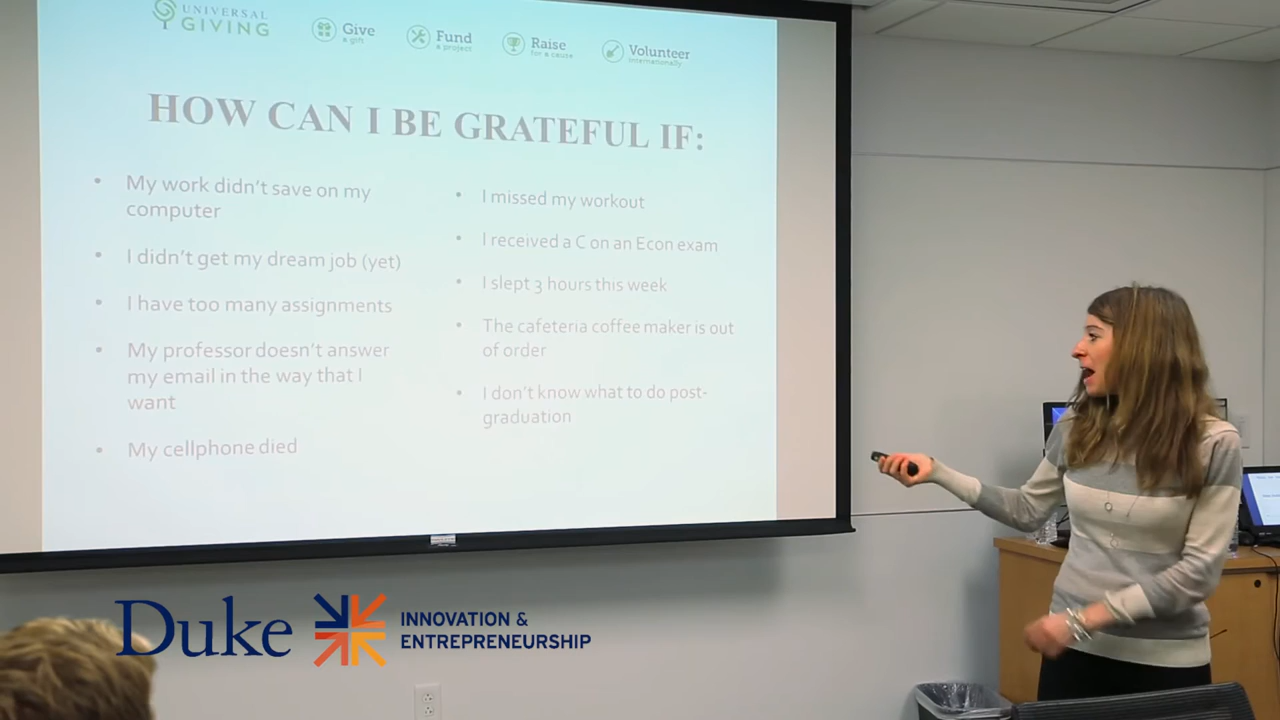 UNIVERSAL
GIVING
Give
a gift
Fund
a project
Raise
for a cause
Volunteer
internationally
HOW CAN I BE GRATEFUL IF:
• My work didn't save on my
computer
• I didn't get my dream job (yet)
• I have too many assignments
• My professor doesn't answer
my email in the way that I
want
• My cellphone died
• I missed my workout
• I received a C on an Econ exam
• I slept 3 hours this week
• The cafeteria coffee maker is out
of order
• I don't know what to do post-
graduation
Duke
INNOVATION &
ENTREPRENEURSHIP